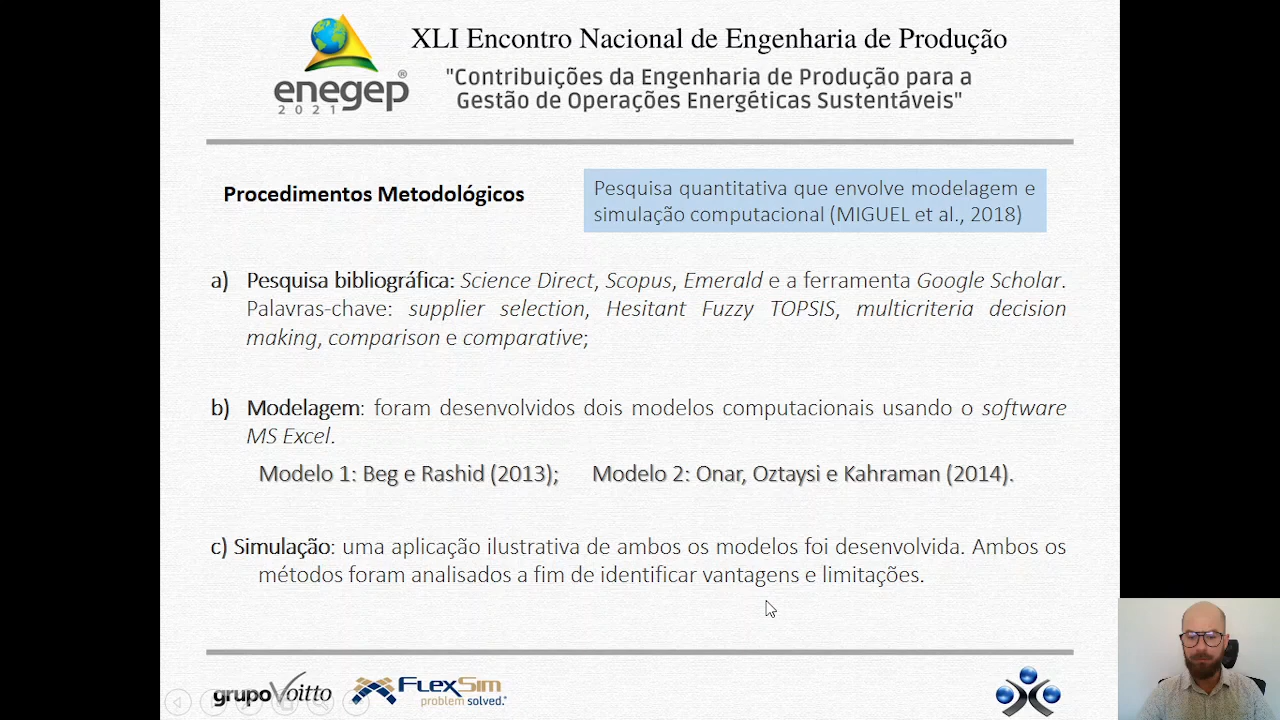 XLI Encontro Nacional de Engenharia de Produção
"Contribuições da Engenharia de Produção para a
Gestão de Operações Energéticas Sustentáveis"
enegep®
2021
Procedimentos Metodológicos
Pesquisa quantitativa que envolve modelagem e
simulação computacional (MIGUEL et al., 2018)
a) Pesquisa bibliográfica: Science Direct, Scopus, Emerald e a ferramenta Google Scholar.
Palavras-chave: supplier selection, Hesitant Fuzzy TOPSIS, multicriteria decision
making, comparison e comparative;
b) Modelagem: foram desenvolvidos dois modelos computacionais usando o software
MS Excel.
Modelo 1: Beg e Rashid (2013); Modelo 2: Onar, Oztaysi e Kahraman (2014).
c) Simulação: uma aplicação ilustrativa de ambos os modelos foi desenvolvida. Ambos os
métodos foram analisados a fim de identificar vantagens e limitações.
grupoVoitto
FLEXSIM
problem solved.®